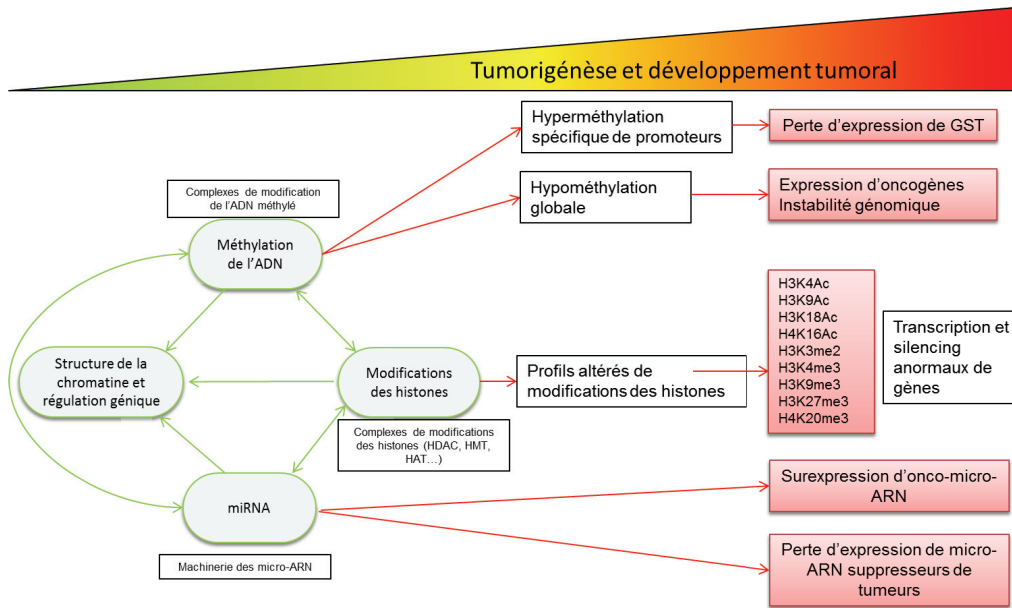 Tumorigénèse et développement tumoral
Hyperméthylation
spécifique de promoteurs
Perte d'expression de GST
Complexes de modification
de l'ADN méthylé
Hypométhylation
globale
Expression d'oncogènes
Instabilité génomique
Méthylation
de l'ADN
H3K4Ac
H3K9Ac
H3K18Ac
H4K16Ac
H3K3me2
H3K4me3
H3K9me3
H3K27me3
H4K20me3
Transcription et
silencing
anormaux de
gènes
Structure de la
chromatine et
régulation génique
Modifications
des histones
Profils altérés de
modifications des histones
Complexes de modifications
des histones (HDAC, HMT,
HAT…)
Surexpression d'onco-micro-
ARN
miRNA
Machinerie des micro-ARN
Perte d'expression de micro-
ARN suppresseurs de
tumeurs